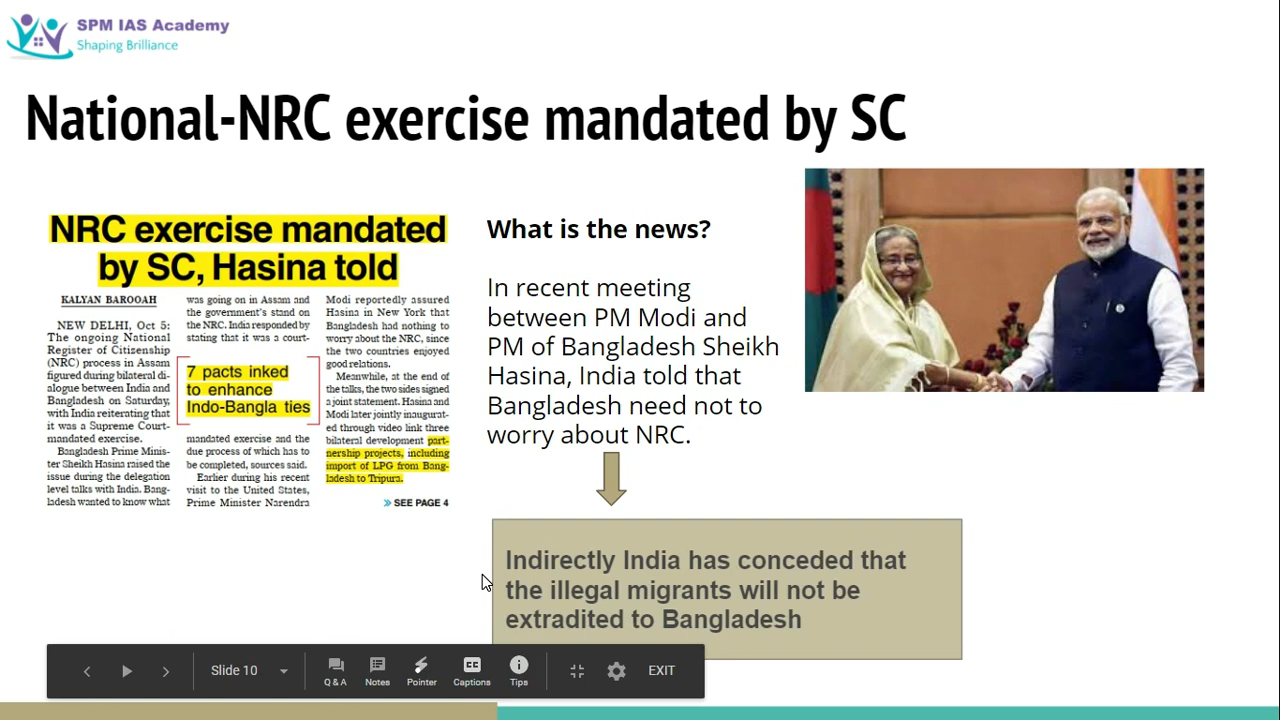 SPM IAS Academy
Shaping Brilliance
National-NRC exercise mandated by SC
NRC exercise mandated
by SC, Hasina told
KALYAN BAROOAH
NEW DELHI, Oct 5:
The ongoing National
Register of Citizenship
(NRC) process in Assam
figured during bilateral di-
alogue between India and
Bangladesh on Saturday,
with India reiterating that
it was a Supreme Court-
mandated exercise.
Bangladesh Prime Minis-
ter Sheikh Hasina raised the
issue during the delegation
level talks with India. Bang-
ladesh wanted to know what
was going on in Assam and
the government's stand on
the NRC. India responded by
stating that it was a court-
7 pacts inked
to enhance
Indo-Bangla ties
mandated exercise and the
due process of which has to
be completed, sources said.
Earlier during his recent
visit to the United States,
Prime Minister Narendra
Modi reportedly assured
Hasina in New York that
Bangladesh had nothing to
worry about the NRC, since
the two countries enjoyed
good relations.
Meanwhile, at the end of
the talks, the two sides signed
a joint statement. Hasina and
Modi later jointly inaugurat-
ed through video link three
bilateral development part-
nership projects, including
import of LPG from Bang-
ladesh to Tripura.
» SEE PAGE 4
What is the news?
In recent meeting
between PM Modi and
PM of Bangladesh Sheikh
Hasina, India told that
Bangladesh need not to
worry about NRC.
Indirectly India has conceded that
the illegal migrants will not be
extradited to Bangladesh
Slide 10
Q & A
Notes
Pointer
CC
Captions
Tips
EXIT